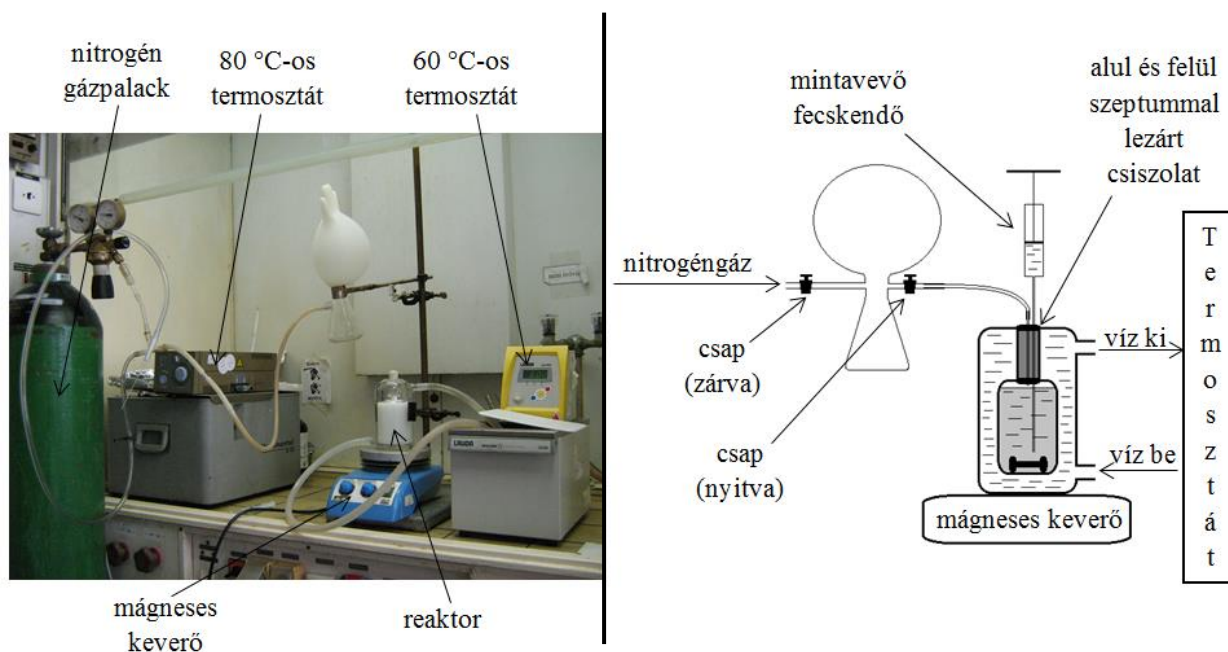 nitrogén
gázpalack
80 °C-os
termosztát
60 °C-os
termosztát
mágneses
keverő
reaktor
LAUDA
mintavevő
fecskendő
alul és felül
szeptummal
lezárt
csiszolat
nitrogéngáz
csap
(zárva)
csap
(nyitva)
víz ki
víz be
mágneses keverő
T
e
r
m
o
s
z
t
á
t